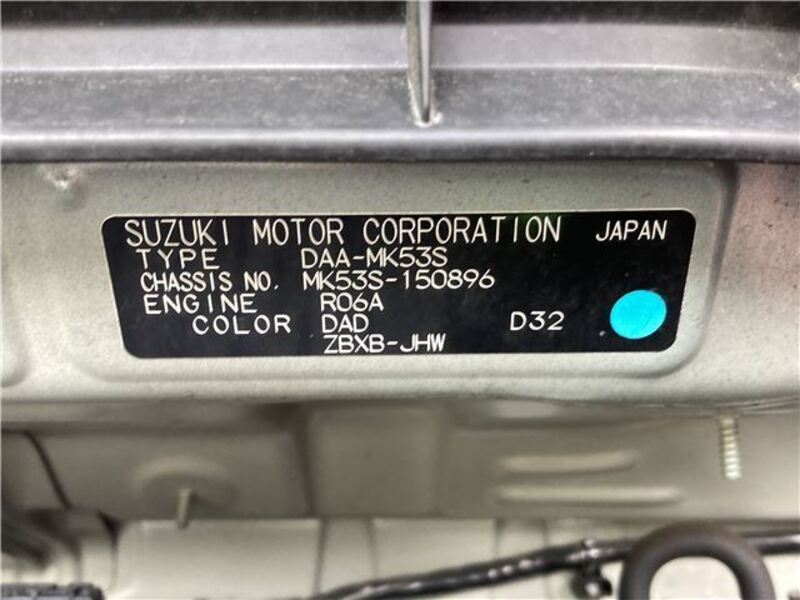 SUZUKI MOTOR CORPORATION JAPAN
TYPE DAA-MK53S
CHASSIS NO. MK53S-150896
ENGINE R06A
COLOR DAD D32
ZBXB-JHW